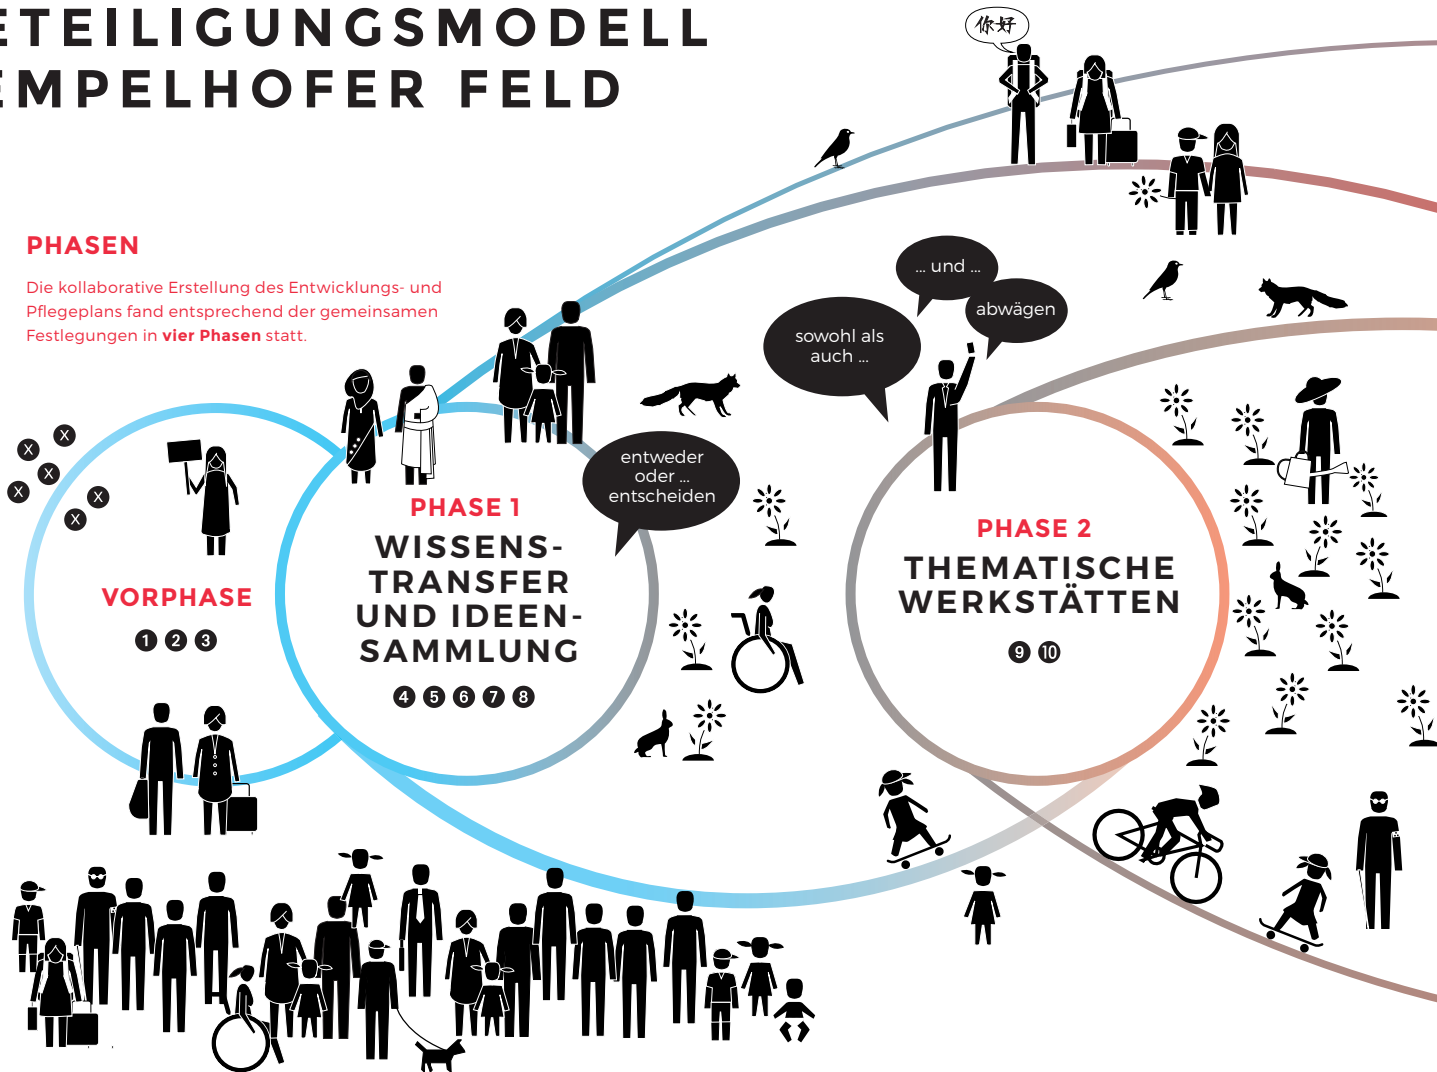 ETEILIGUNGSMODELL
EMPELHOFER FELD
你好
PHASEN
Die kollaborative Erstellung des Entwicklungs- und
Pflegeplans fand entsprechend der gemeinsamen
Festlegungen in vier Phasen statt.
... und ...
abwägen
sowohl als
auch ...
entweder
oder ...
entscheiden
X
X
X
X
X
X
VORPHASE
1 2 3
PHASE 1
WISSENS-
TRANSFER
UND IDEEN-
SAMMLUNG
4 5 6 7 8
PHASE 2
THEMATISCHE
WERKSTÄTTEN
9 10